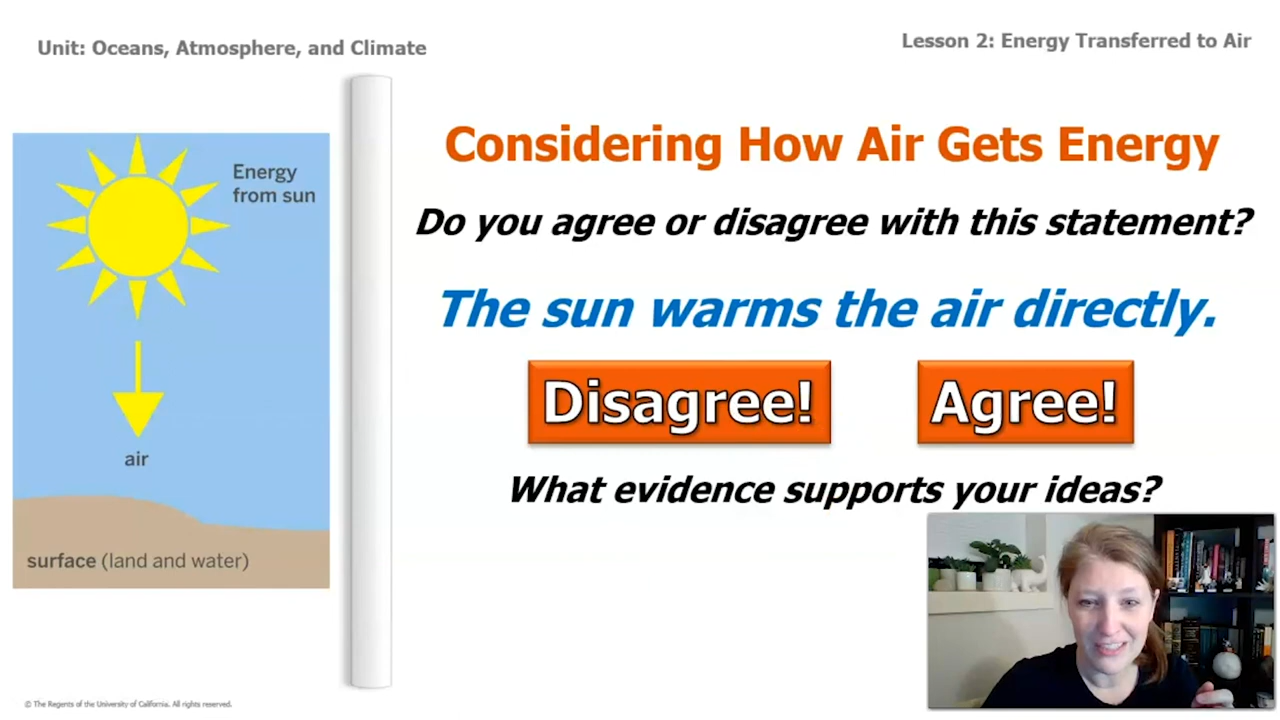 Unit: Oceans, Atmosphere, and Climate
Lesson 2: Energy Transferred to Air
Energy
from sun
air
surface (land and water)
Considering How Air Gets Energy
Do you agree or disagree with this statement?
The sun warms the air directly.
Disagree!
Agree!
What evidence supports your ideas?
© The Regents of the University of California. All rights reserved.